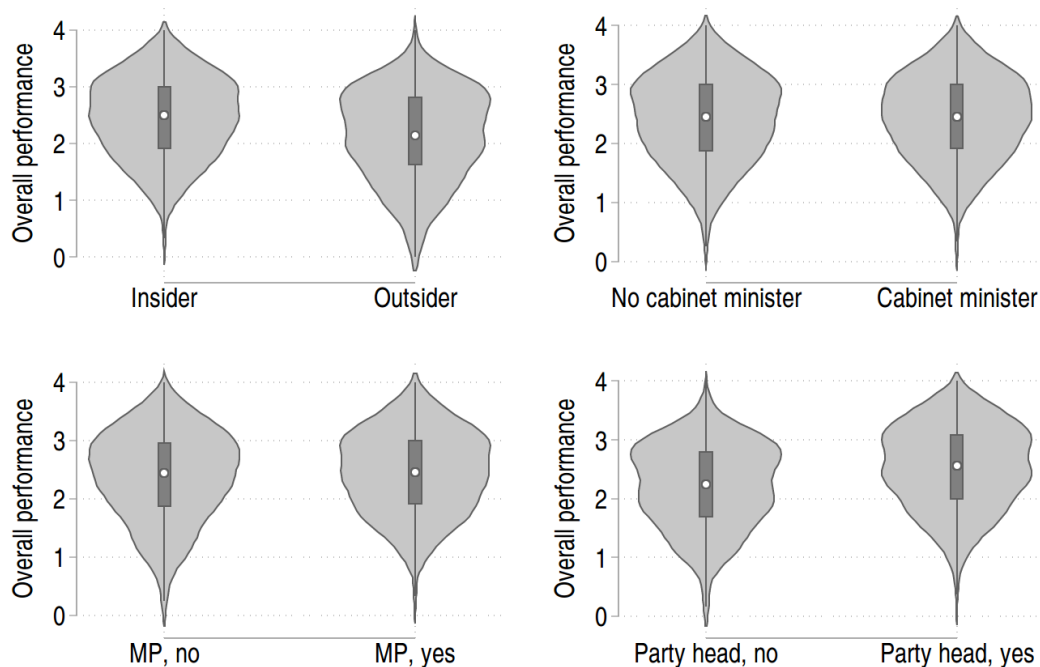 Overall performance
4
3
2
1
0
Insider Outsider
Overall performance
4
3
2
1
0
No cabinet minister Cabinet minister
Overall performance
4
3
2
1
0
MP, no MP, yes
Overall performance
4
3
2
1
0
Party head, no Party head, yes